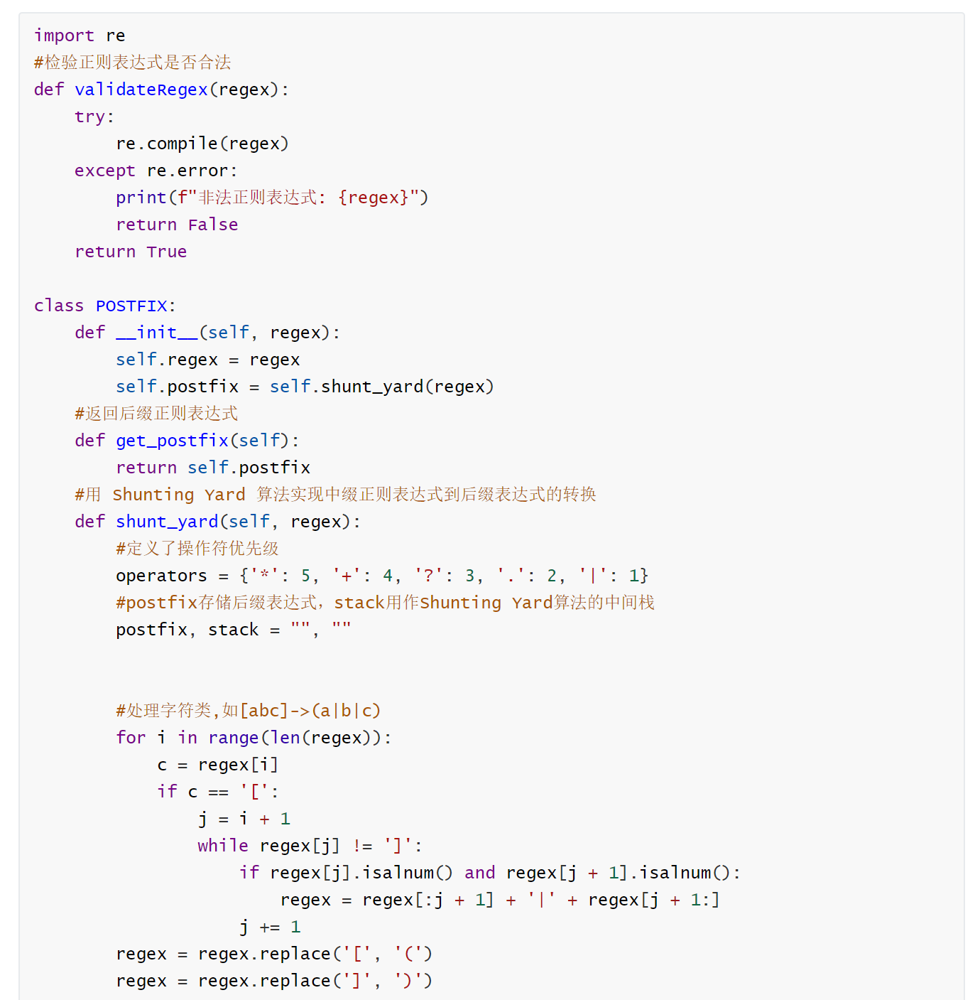 import re
#检验正则表达式是否合法
def validateRegex(regex):
    try:
        re.compile(regex)
    except re.error:
        print(f"非法正则表达式: {regex}")
        return False
    return True

class POSTFIX:
    def __init__(self, regex):
        self.regex = regex
        self.postfix = self.shunt_yard(regex)
    #返回后缀正则表达式
    def get_postfix(self):
        return self.postfix
    #用 Shunting Yard 算法实现中缀正则表达式到后缀表达式的转换
    def shunt_yard(self, regex):
        #定义了操作符优先级
        operators = {'*': 5, '+': 4, '?': 3, '.': 2, '|': 1}
        #postfix存储后缀表达式，stack用作Shunting Yard算法的中间栈
        postfix, stack = "", ""


        #处理字符类,如[abc]->(a|b|c)
        for i in range(len(regex)):
            c = regex[i]
            if c == '[':
                j = i + 1
                while regex[j] != ']':
                    if regex[j].isalnum() and regex[j + 1].isalnum():
                        regex = regex[:j + 1] + '|' + regex[j + 1:]
                    j += 1
        regex = regex.replace('[', '(')
        regex = regex.replace(']', ')')